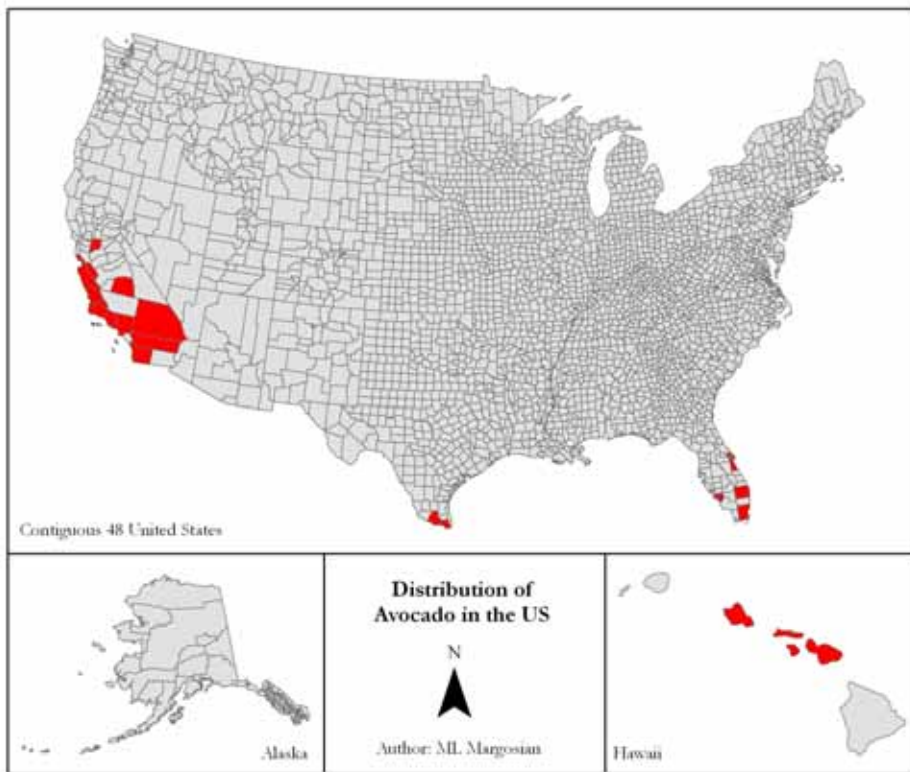 Contiguous 48 United States
Alaska
Distribution of
Avocado in the US
N
Author: ML Margosian
Hawaii